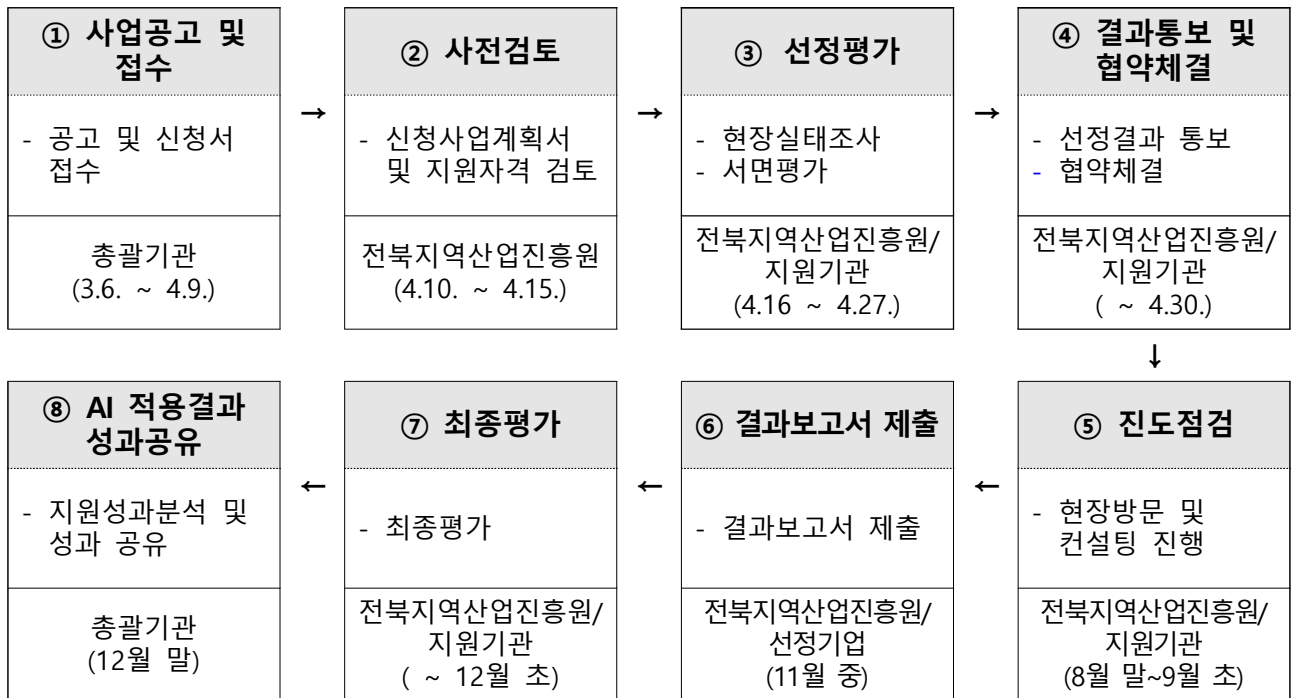 ① 사업공고 및
접수
- 공고 및 신청서
접수
총괄기관
(3.6. ~ 4.9.)
→
② 사전검토
- 신청사업계획서
및 지원자격 검토
전북지역산업진흥원
(4.10. ~ 4.15.)
→
③ 선정평가
- 현장실태조사
- 서면평가
전북지역산업진흥원/
지원기관
(4.16 ~ 4.27.)
→
④ 결과통보 및
협약체결
- 선정결과 통보
- 협약체결
전북지역산업진흥원/
지원기관
( ~ 4.30.)
↓
⑤ 진도점검
- 현장방문 및
컨설팅 진행
전북지역산업진흥원/
지원기관
(8월 말~9월 초)
←
⑥ 결과보고서 제출
- 결과보고서 제출
전북지역산업진흥원/
선정기업
(11월 중)
←
⑦ 최종평가
- 최종평가
전북지역산업진흥원/
지원기관
( ~ 12월 초)
←
⑧ AI 적용결과
성과공유
- 지원성과분석 및
성과 공유
총괄기관
(12월 말)